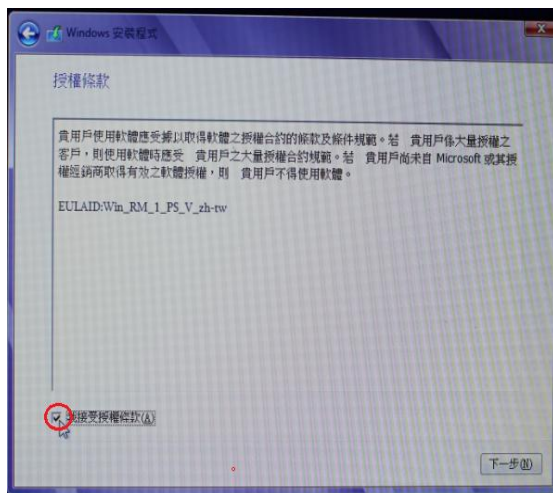 Windows 安裝程式
授權條款
貴用戶使用軟體應受據以取得軟體之授權合約的條款及條件規範。若 貴用戶係大量授權之
客戶,則使用軟體時應受 貴用戶之大量授權合約規範。若 貴用戶尚未自 Microsoft 或其授
權經銷商取得有效之軟體授權,則 貴用戶不得使用軟體。
EULAID:Win_RM_1_PS_V_zh-tw
我接受授權條款(A)
下一步(N)